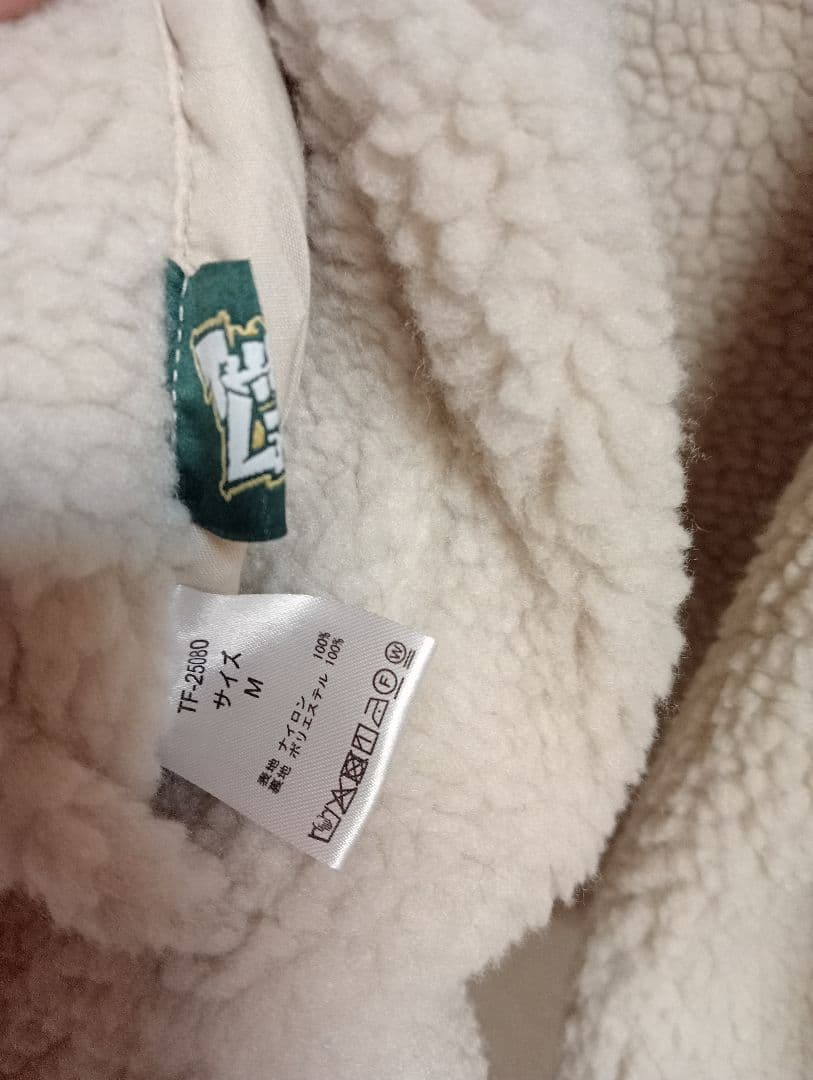 TF-25080
サイズ
M
表地 ナイロン 100%
裏地 ポリエステル 100%
F
W